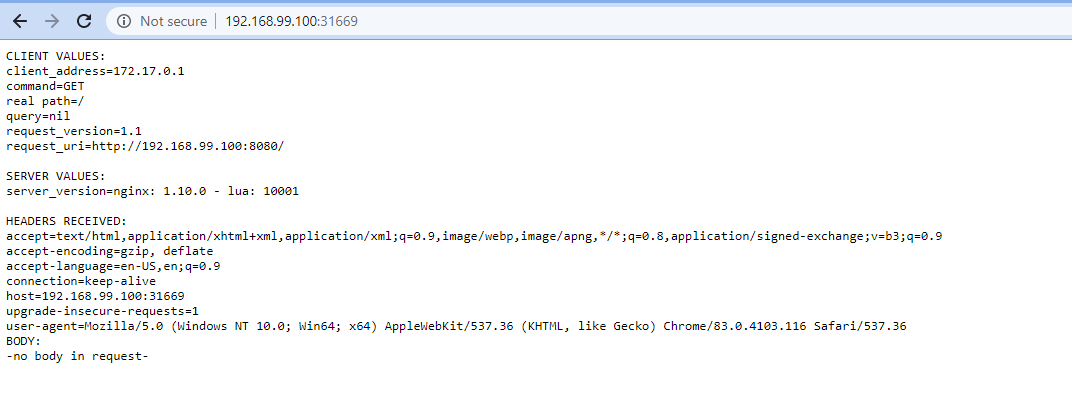 Not secure | 192.168.99.100:31669
CLIENT VALUES:
client_address=172.17.0.1
command=GET
real path=/
query=nil
request_version=1.1
request_uri=http://192.168.99.100:8080/
SERVER VALUES:
server_version=nginx: 1.10.0 - lua: 10001
HEADERS RECEIVED:
accept=text/html,application/xhtml+xml,application/xml;q=0.9,image/webp,image/apng,*/*;q=0.8,application/signed-exchange;v=b3;q=0.9
accept-encoding=gzip, deflate
accept-language=en-US,en;q=0.9
connection=keep-alive
host=192.168.99.100:31669
upgrade-insecure-requests=1
user-agent=Mozilla/5.0 (Windows NT 10.0; Win64; x64) AppleWebKit/537.36 (KHTML, like Gecko) Chrome/83.0.4103.116 Safari/537.36
BODY:
-no body in request-